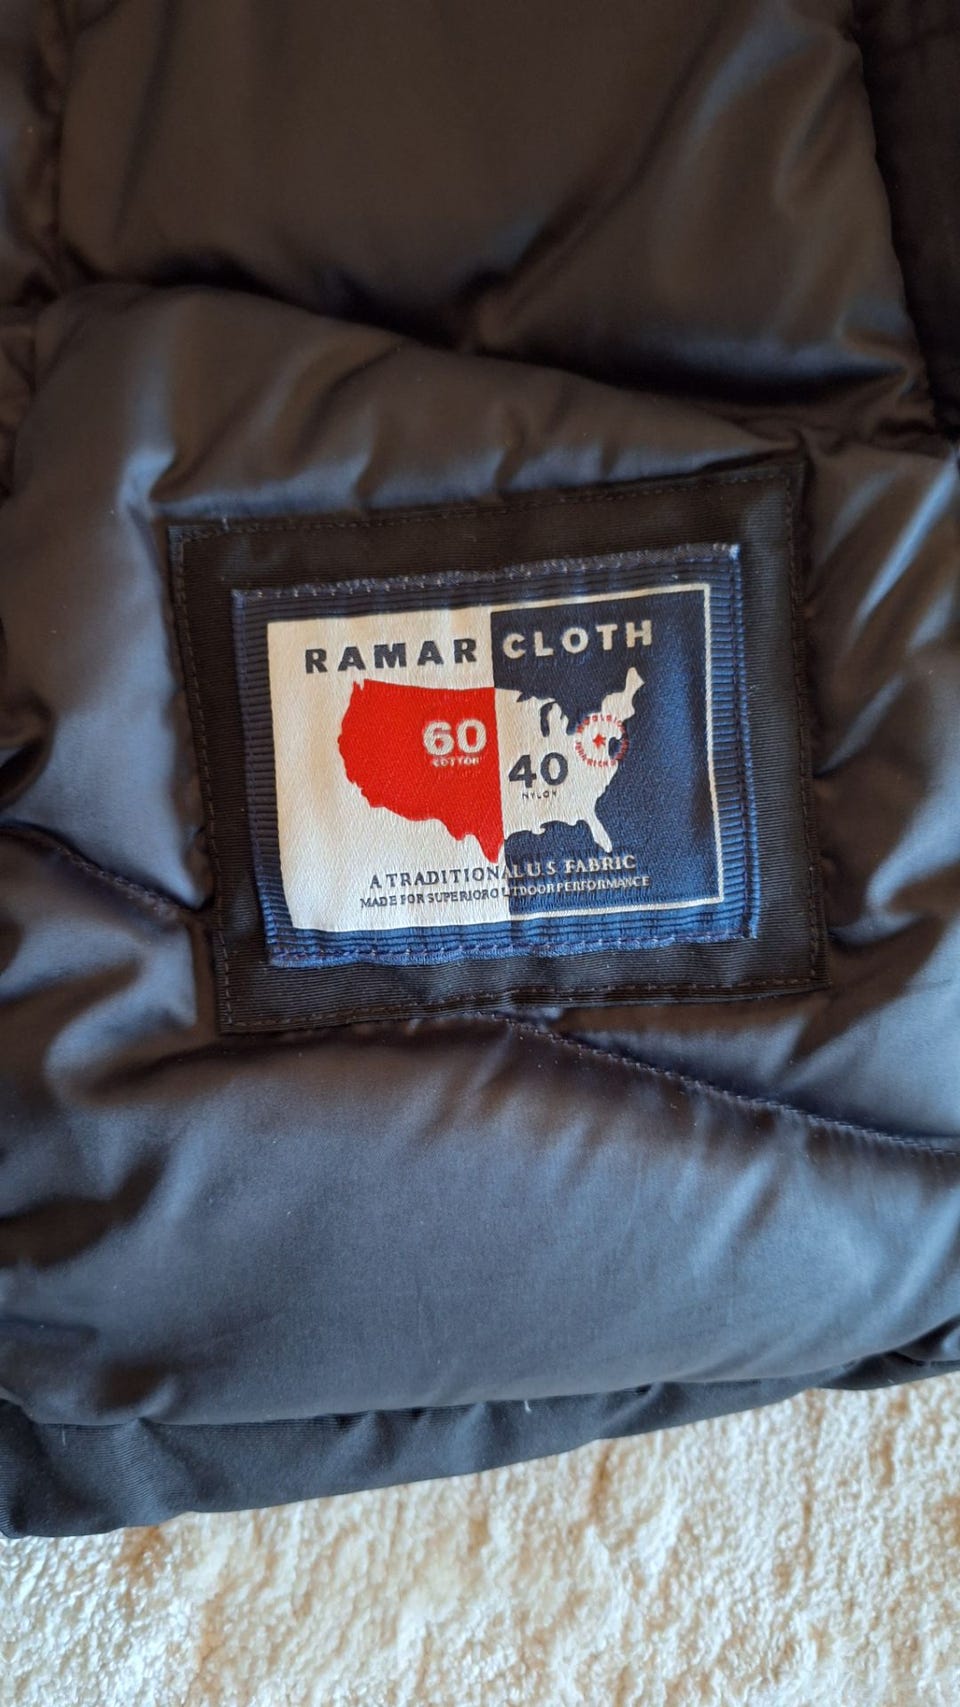 RAMAR CLOTH
60
COTTON
40
NYLON
A TRADITIONAL U.S. FABRIC
MADE FOR SUPERIOR OUTDOOR PERFORMANCE